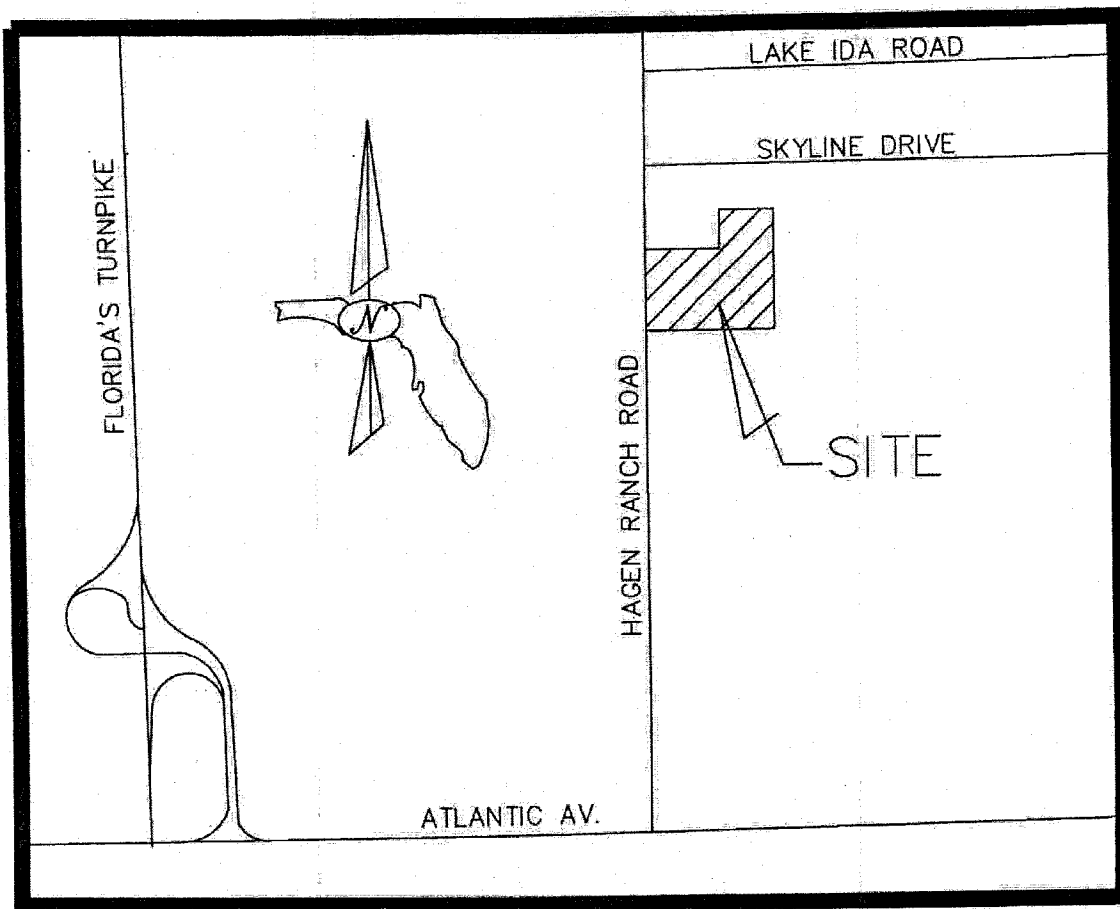 LAKE IDA ROAD
SKYLINE DRIVE
FLORIDA'S TURNPIKE
N
HAGEN RANCH ROAD
SITE
ATLANTIC AV.